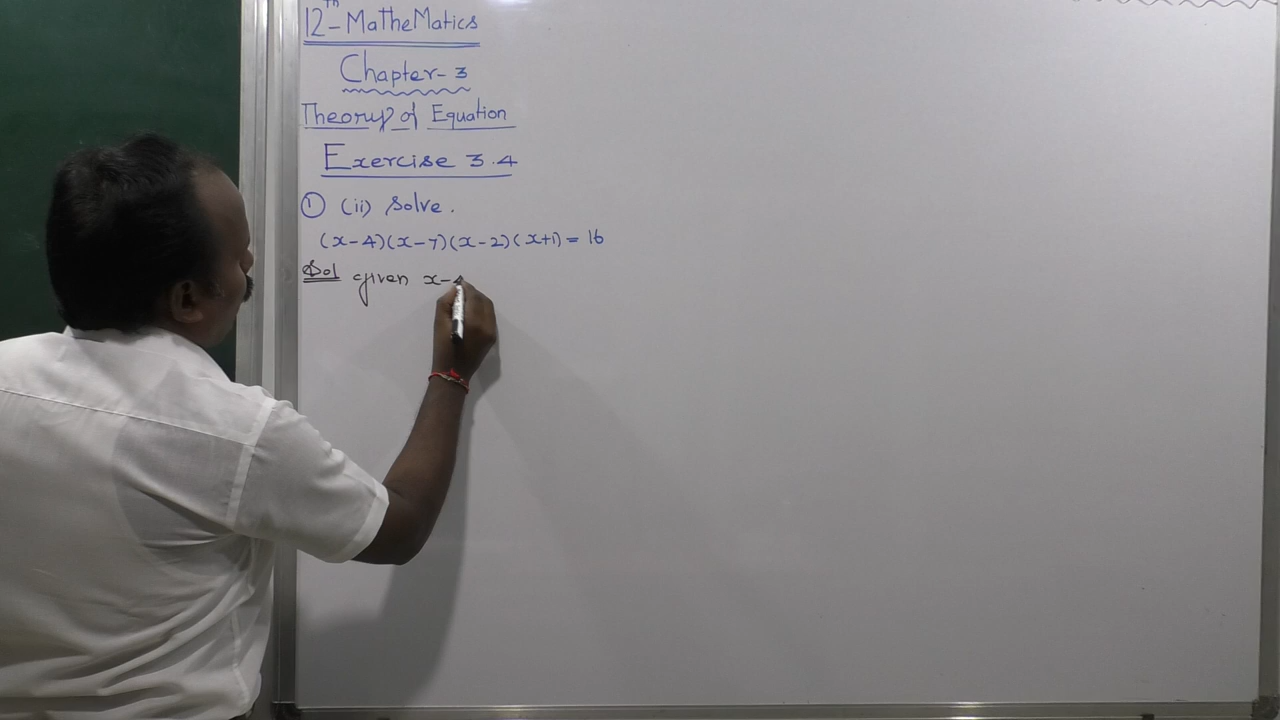 12th-MatheMatics
Chapter-3
Theory of Equation
Exercise 3.4
① (ii) Solve.
(x-4)(x-7)(x-2)(x+1)=16
Sol given x-4